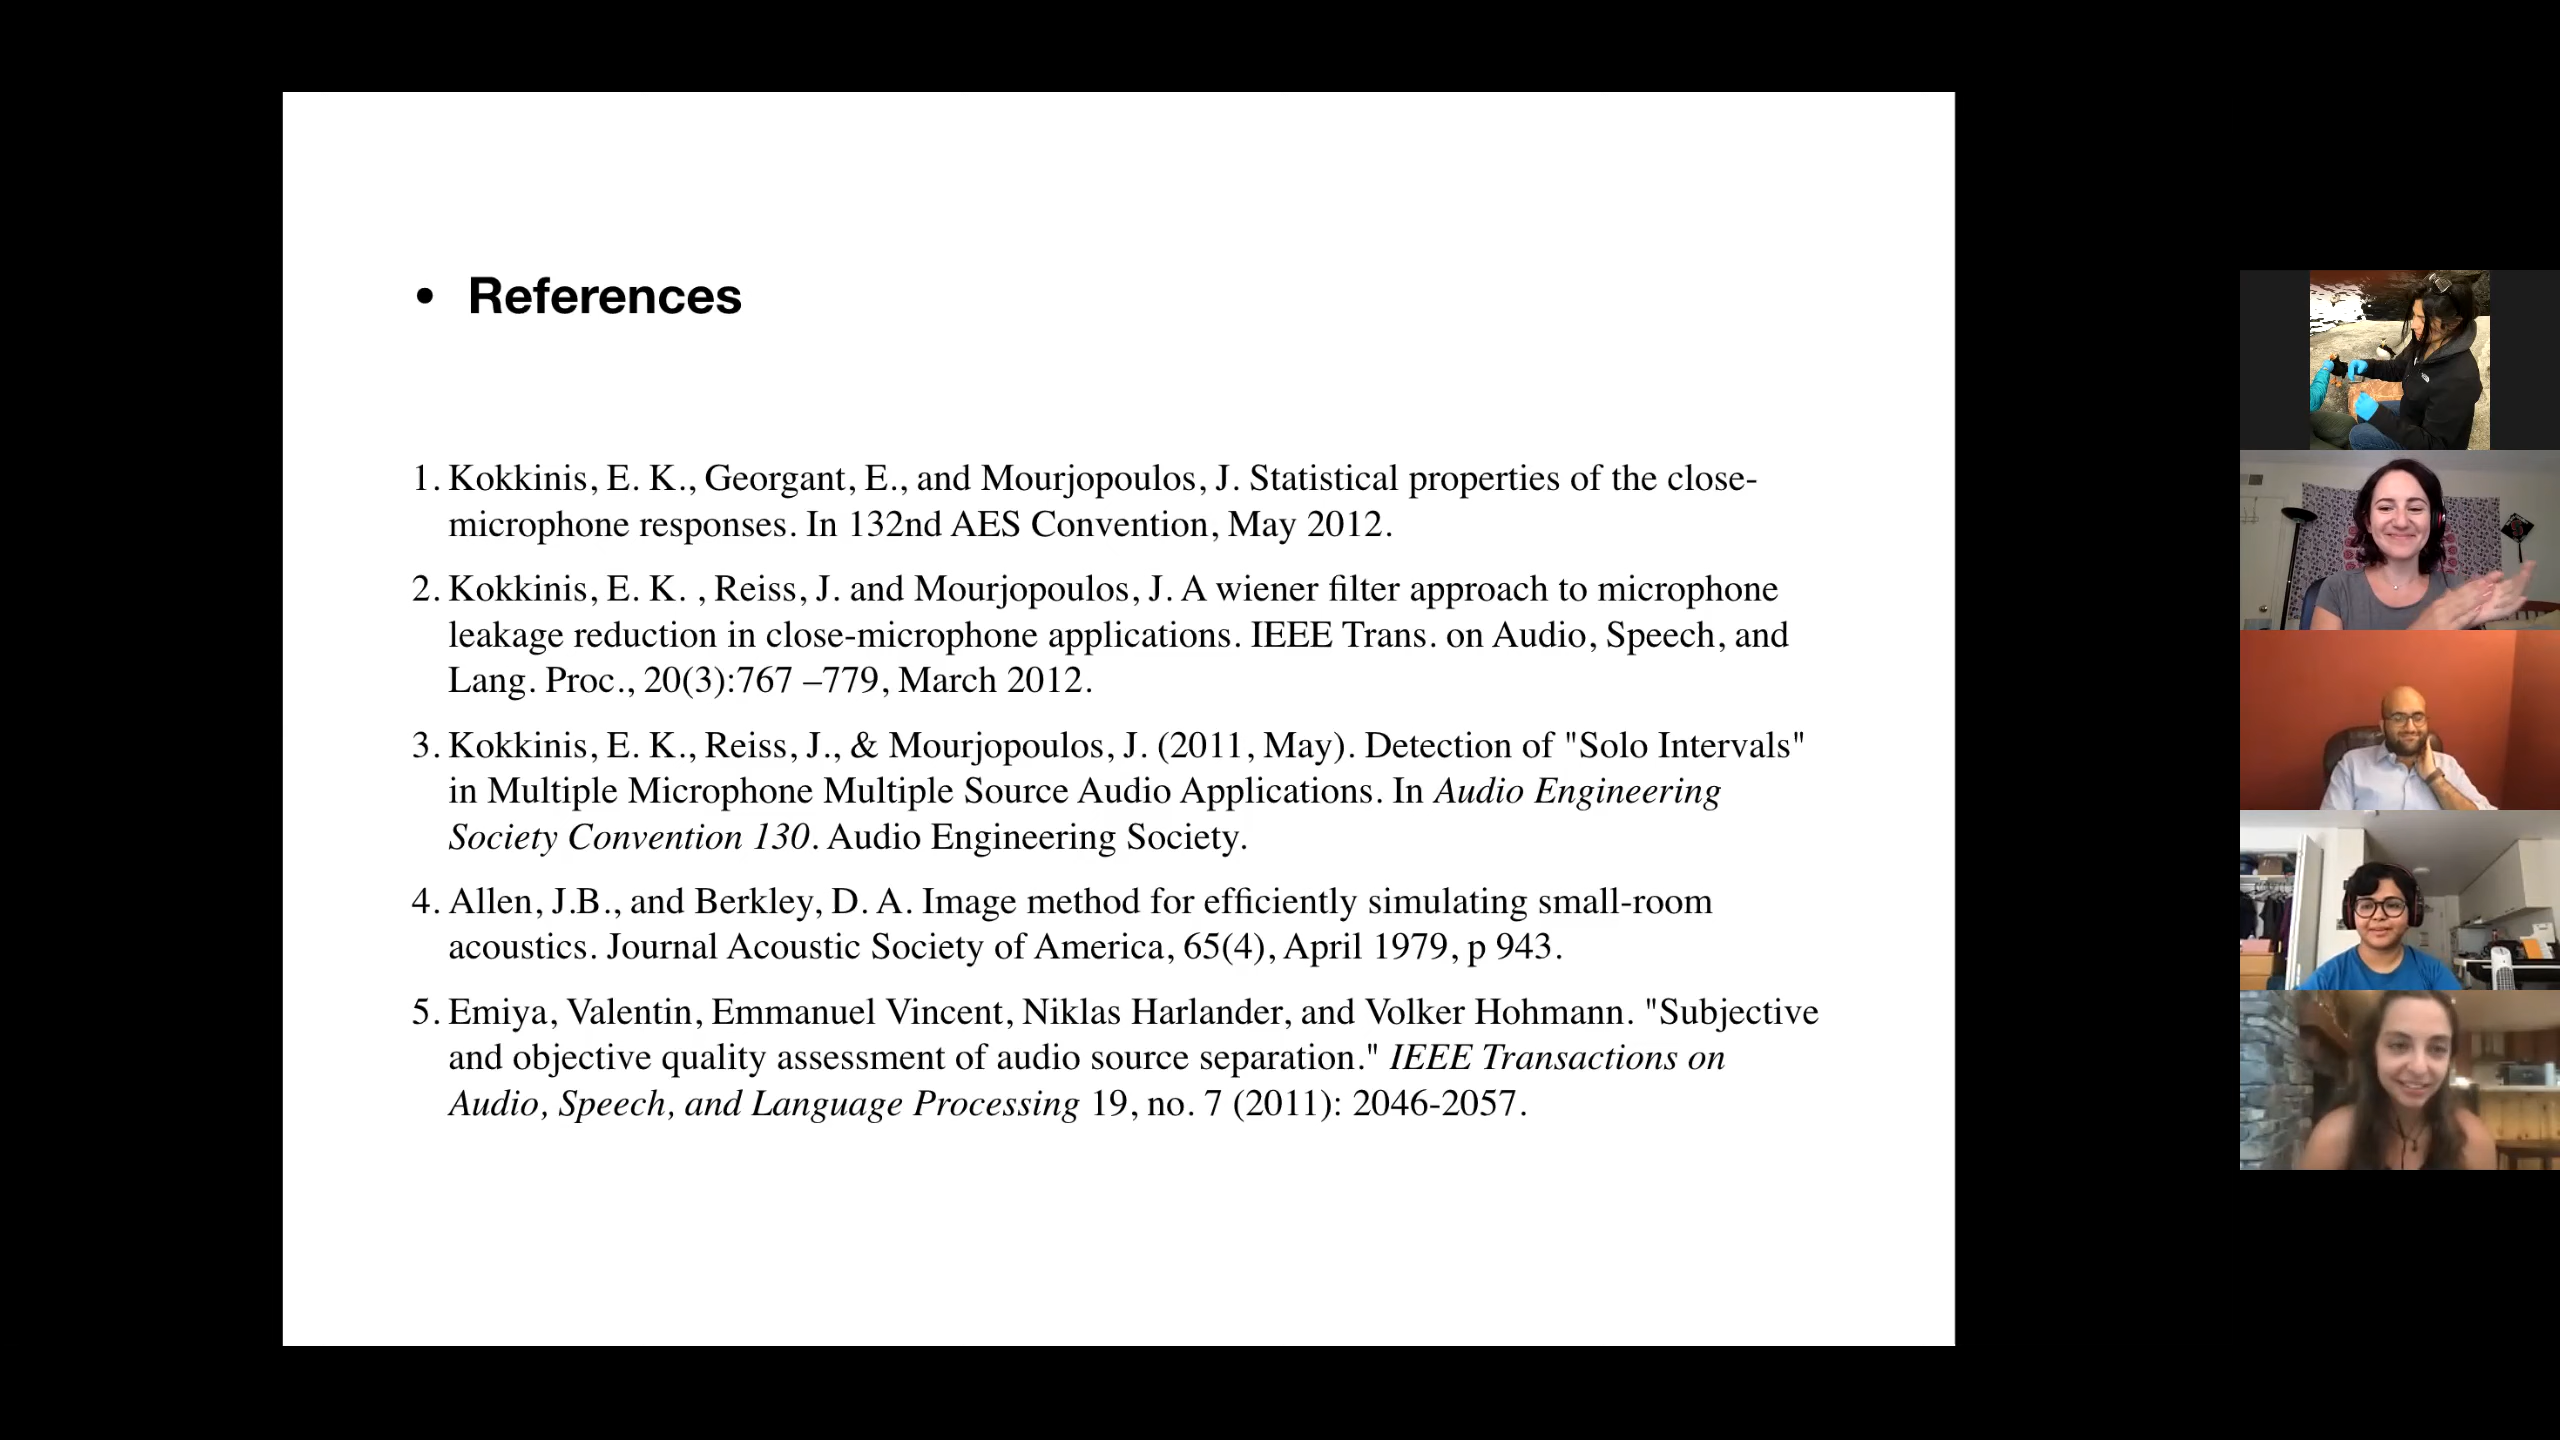 • References
1. Kokkinis, E. K., Georgant, E., and Mourjopoulos, J. Statistical properties of the close-
microphone responses. In 132nd AES Convention, May 2012.
2. Kokkinis, E. K. , Reiss, J. and Mourjopoulos, J. A wiener filter approach to microphone
leakage reduction in close-microphone applications. IEEE Trans. on Audio, Speech, and
Lang. Proc., 20(3):767 –779, March 2012.
3. Kokkinis, E. K., Reiss, J., & Mourjopoulos, J. (2011, May). Detection of "Solo Intervals"
in Multiple Microphone Multiple Source Audio Applications. In Audio Engineering
Society Convention 130. Audio Engineering Society.
4. Allen, J.B., and Berkley, D. A. Image method for efficiently simulating small-room
acoustics. Journal Acoustic Society of America, 65(4), April 1979, p 943.
5. Emiya, Valentin, Emmanuel Vincent, Niklas Harlander, and Volker Hohmann. "Subjective
and objective quality assessment of audio source separation." IEEE Transactions on
Audio, Speech, and Language Processing 19, no. 7 (2011): 2046-2057.